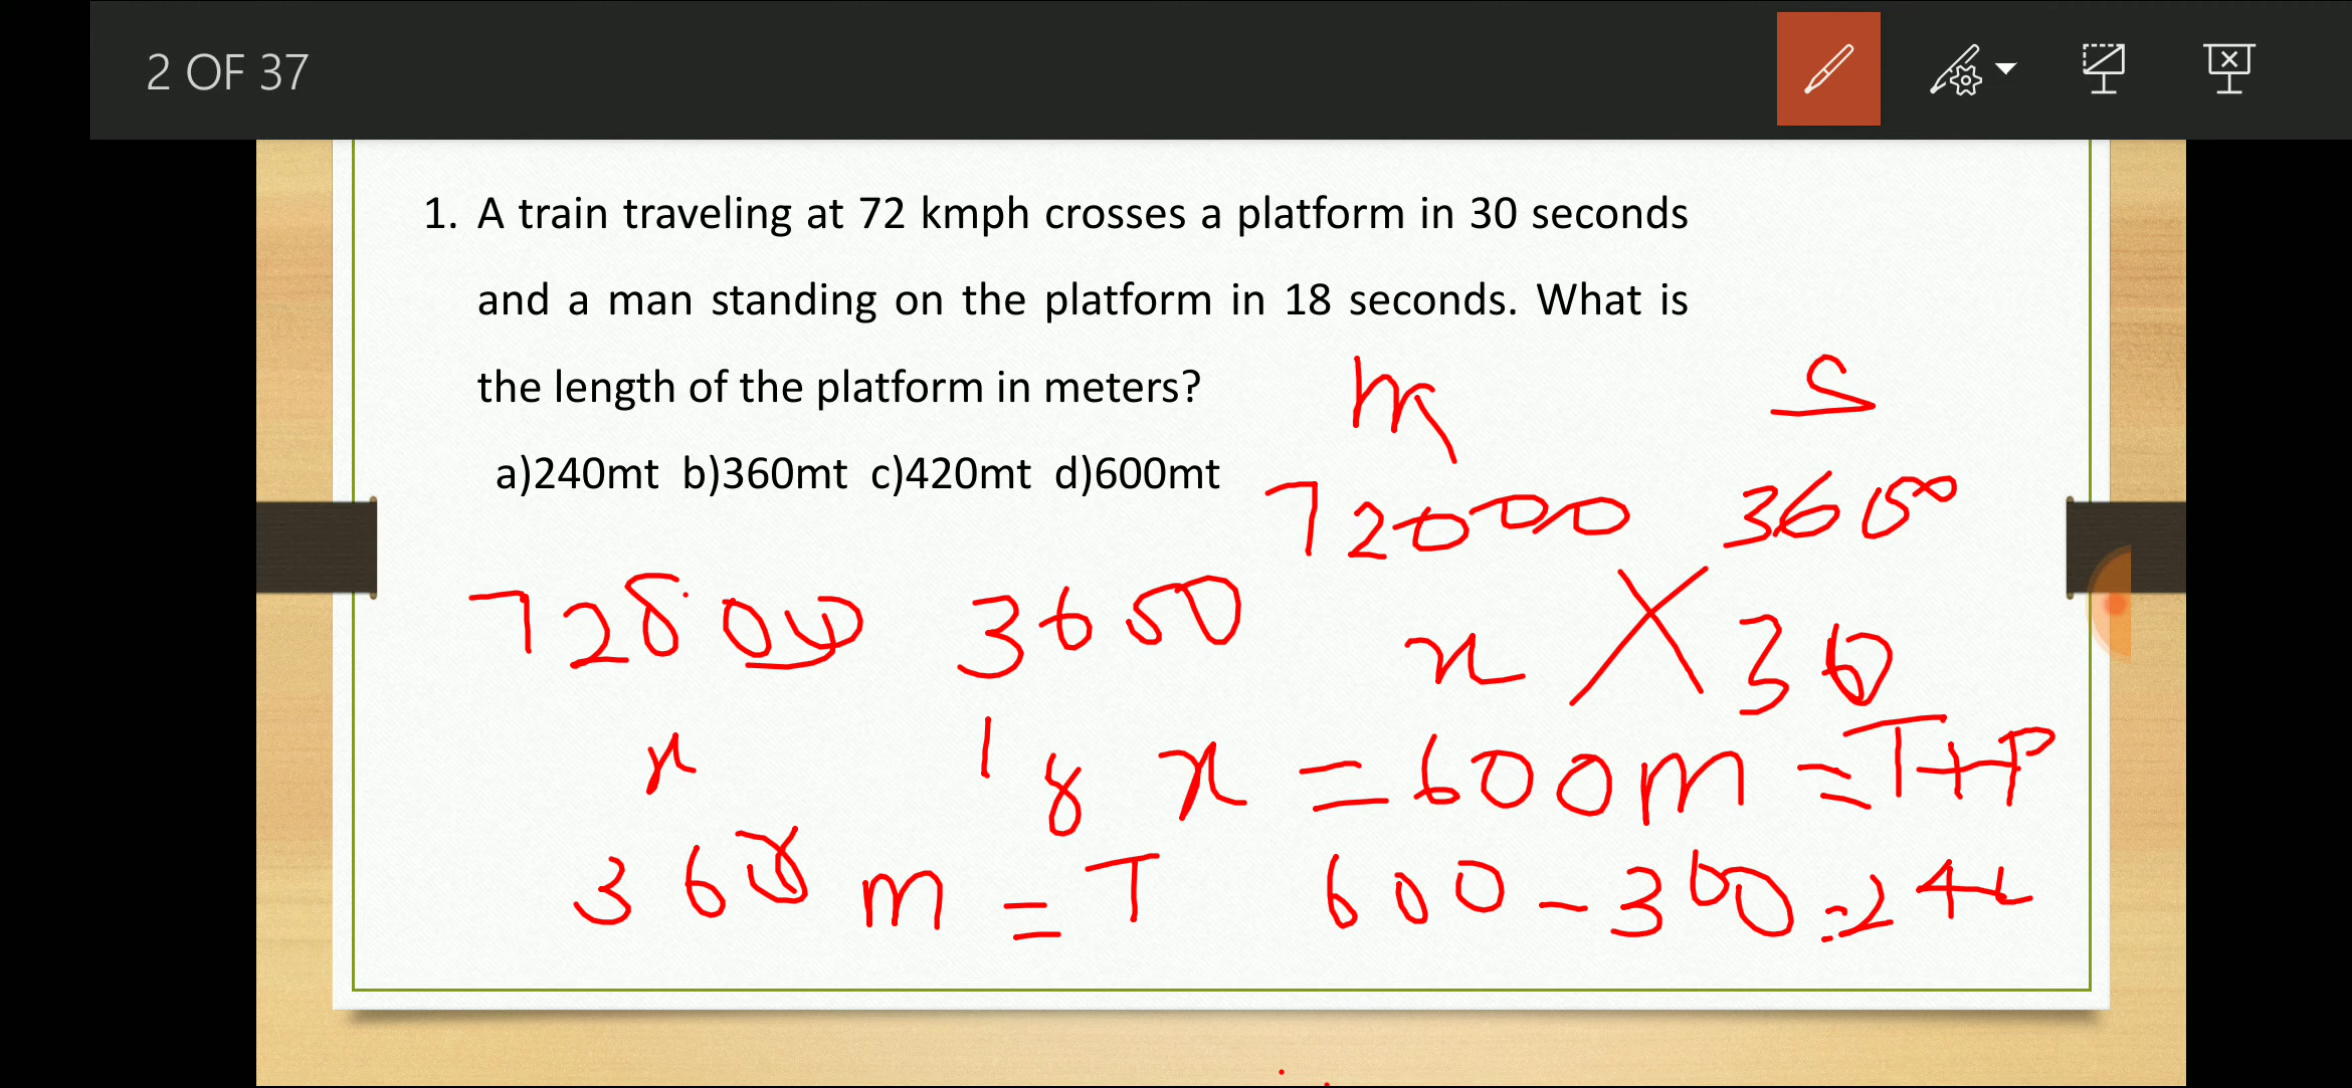 2 OF 37
1. A train traveling at 72 kmph crosses a platform in 30 seconds
and a man standing on the platform in 18 seconds. What is
the length of the platform in meters?
a)240mt b)360mt c)420mt d)600mt
m s
72000 3600
x 30
72000 3600
x 18
x = 600m = T+P
360 m = T
600-360=